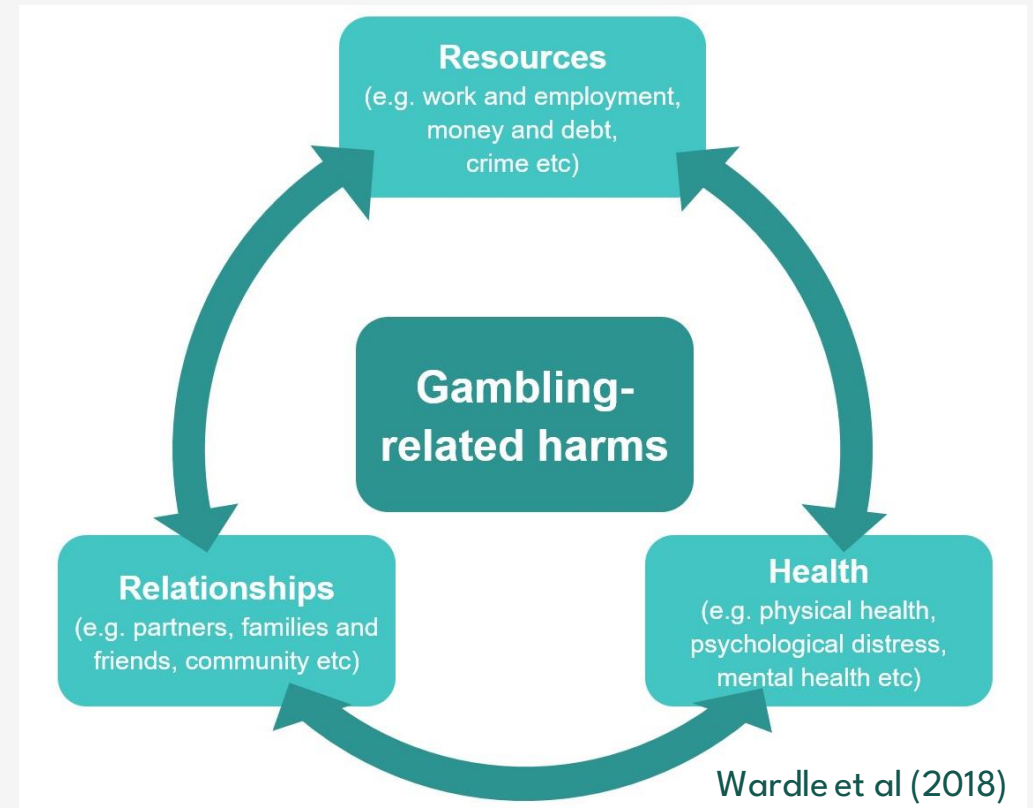 Resources
(e.g. work and employment,
money and debt,
crime etc)
Gambling-
related harms
Relationships
(e.g. partners, families and
friends, community etc)
Health
(e.g. physical health,
psychological distress,
mental health etc)
Wardle et al (2018)